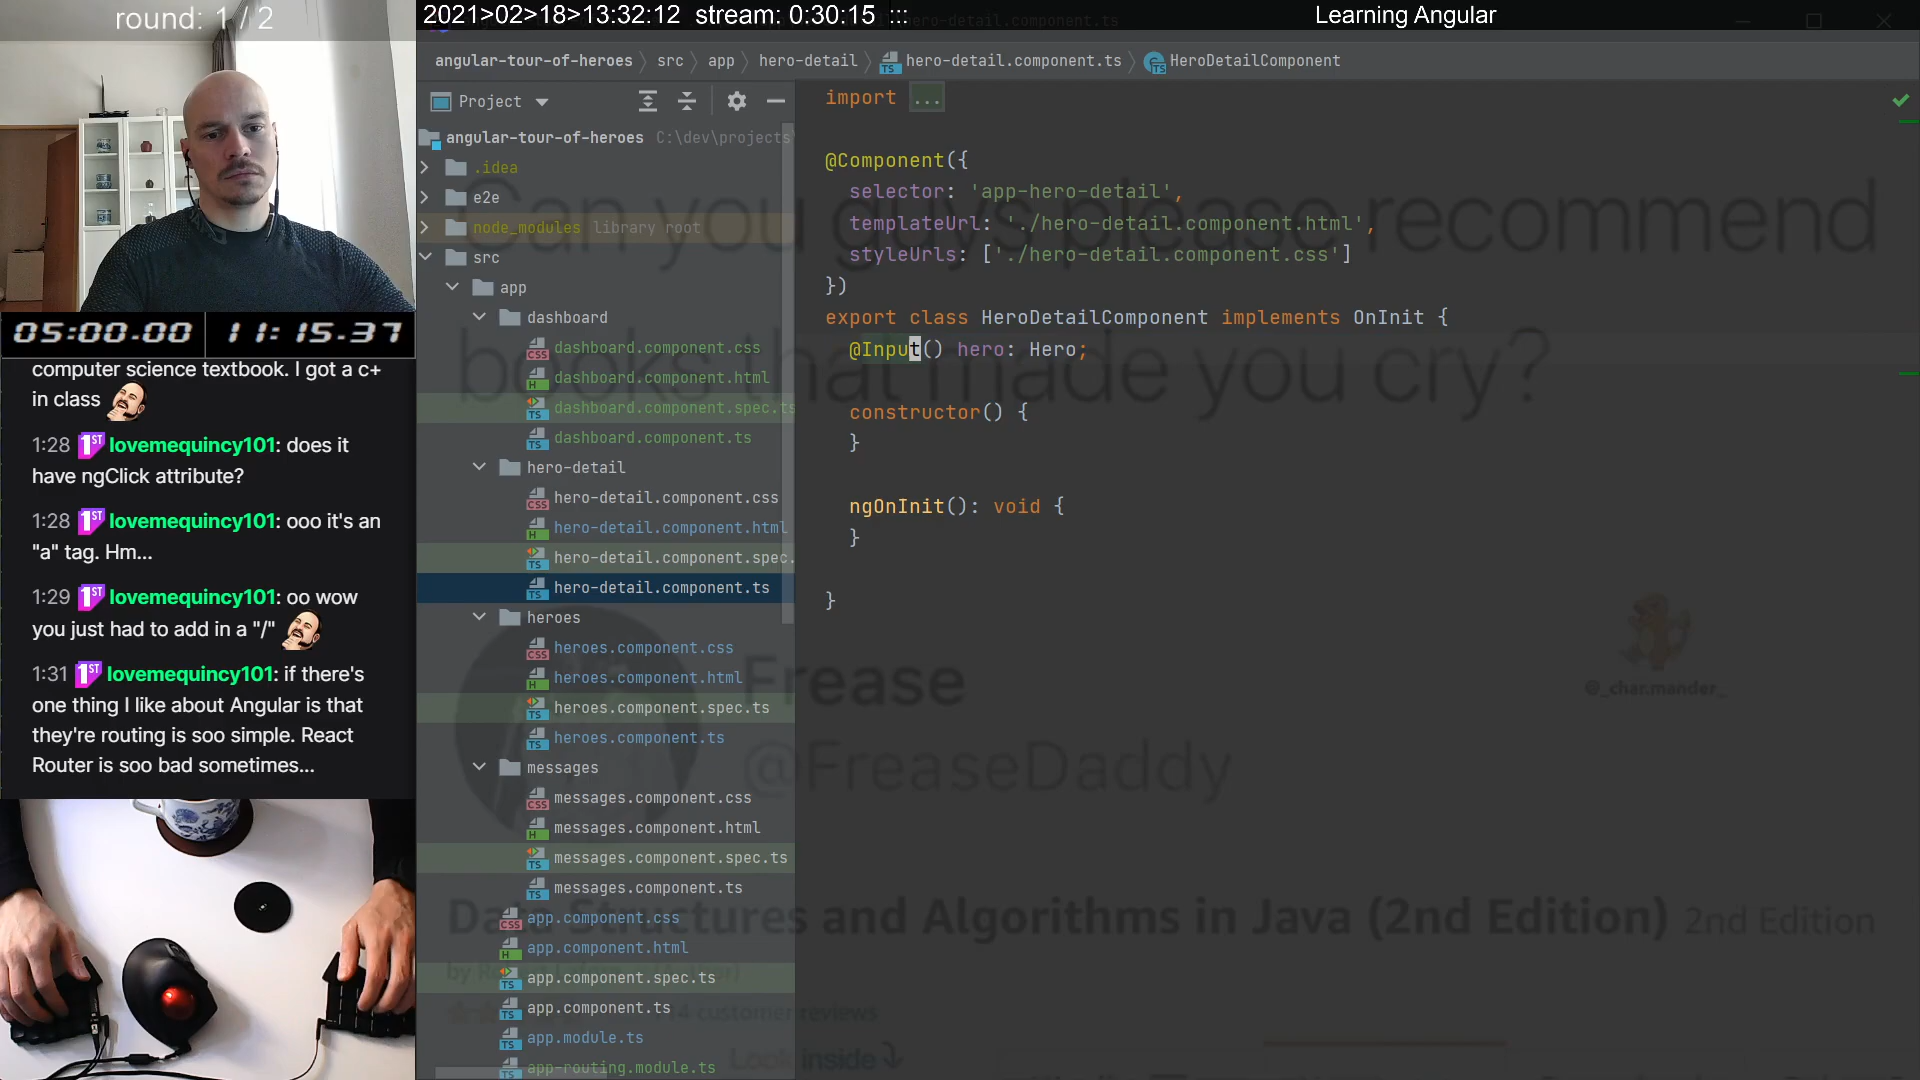 round: 1 / 2
2021>02>18>13:32:12 stream: 0:30:15 :::
Learning Angular
angular-tour-of-heroes
src
app
hero-detail
hero-detail.component.ts
HeroDetailComponent
Project
angular-tour-of-heroes C:\dev\projects
.idea
e2e
node_modules library root
src
app
dashboard
dashboard.component.css
dashboard.component.html
dashboard.component.spec.ts
dashboard.component.ts
hero-detail
hero-detail.component.css
hero-detail.component.html
hero-detail.component.spec.
hero-detail.component.ts
heroes
heroes.component.css
heroes.component.html
heroes.component.spec.ts
heroes.component.ts
messages
messages.component.css
messages.component.html
messages.component.spec.ts
messages.component.ts
app.component.css
app.component.html
app.component.spec.ts
app.component.ts
app.module.ts
app-routing.module.ts
import ...
@Component({
selector: 'app-hero-detail',
templateUrl: './hero-detail.component.html',
styleUrls: ['./hero-detail.component.css']
})
export class HeroDetailComponent implements OnInit {
@Input() hero: Hero;
constructor() {
}
ngOnInit(): void {
}
}
Can you guys please recommend
books that made you cry?
Frease
@FreaseDaddy
@_char.mander_
Data Structures and Algorithms in Java (2nd Edition) 2nd Edition
customer reviews
Look inside
05:00.00
11:15.37
computer science textbook. I got a c+
in class
1:28 1ST lovemequincy101: does it
have ngClick attribute?
1:28 1ST lovemequincy101: ooo it's an
"a" tag. Hm...
1:29 1ST lovemequincy101: oo wow
you just had to add in a "/"
1:31 1ST lovemequincy101: if there's
one thing I like about Angular is that
they're routing is soo simple. React
Router is soo bad sometimes...